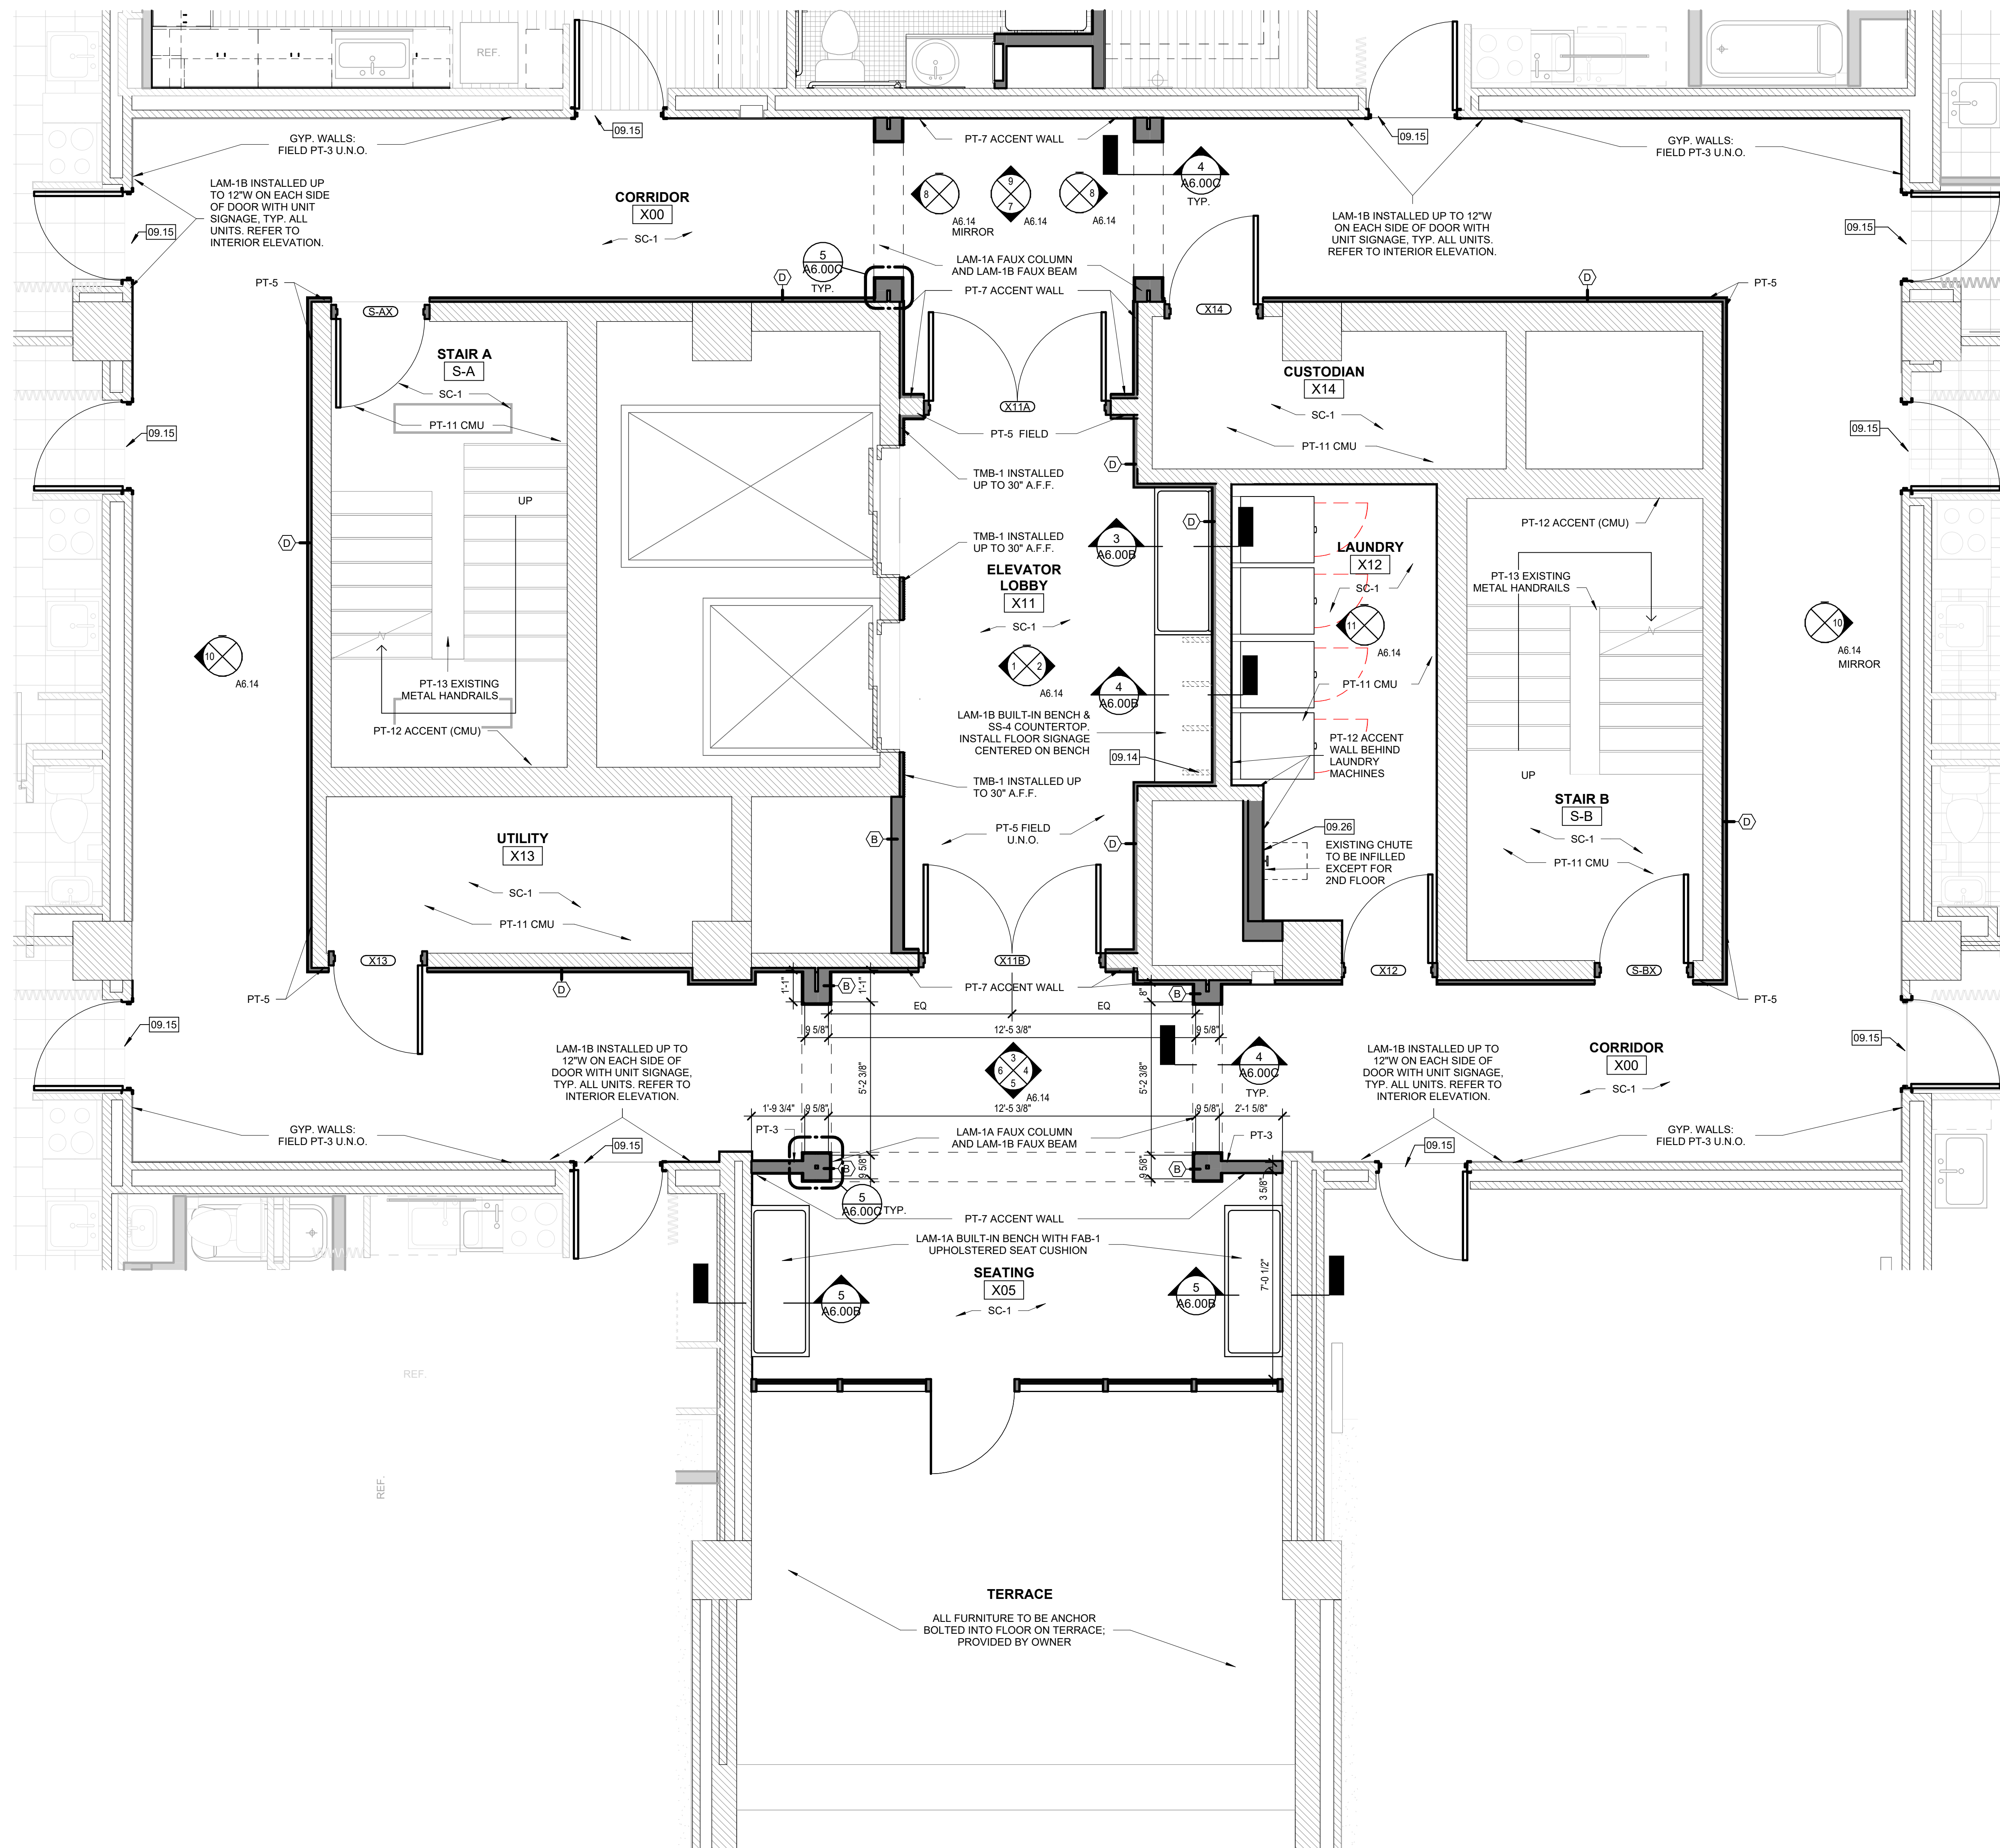 REF.
GYP. WALLS:
FIELD PT-3 U.N.O.
09.15
PT-7 ACCENT WALL
09.15
GYP. WALLS:
FIELD PT-3 U.N.O.
LAM-1B INSTALLED UP
TO 12"W ON EACH SIDE
OF DOOR WITH UNIT
SIGNAGE, TYP. ALL
UNITS. REFER TO
INTERIOR ELEVATION.
09.15
CORRIDOR
X00
SC-1
8
A6.14
MIRROR
9
7
A6.14
8
A6.14
4
A6.00C
TYP.
LAM-1B INSTALLED UP TO 12"W
ON EACH SIDE OF DOOR WITH
UNIT SIGNAGE, TYP. ALL UNITS.
REFER TO INTERIOR ELEVATION.
09.15
5
A6.00C
TYP.
LAM-1A FAUX COLUMN
AND LAM-1B FAUX BEAM
PT-7 ACCENT WALL
PT-5
D
D
PT-5
S-AX
X14
STAIR A
S-A
SC-1
PT-11 CMU
UP
X11A
PT-5 FIELD
CUSTODIAN
X14
SC-1
PT-11 CMU
09.15
09.15
D
TMB-1 INSTALLED
UP TO 30" A.F.F.
D
D
TMB-1 INSTALLED
UP TO 30" A.F.F.
3
A6.00B
PT-12 ACCENT (CMU)
LAUNDRY
X12
SC-1
11
A6.14
PT-13 EXISTING
METAL HANDRAILS
ELEVATOR
LOBBY
X11
SC-1
1
2
A6.14
10
A6.14
10
A6.14
MIRROR
PT-13 EXISTING
METAL HANDRAILS
PT-12 ACCENT (CMU)
4
A6.00B
PT-11 CMU
LAM-1B BUILT-IN BENCH &
SS-4 COUNTERTOP.
INSTALL FLOOR SIGNAGE
CENTERED ON BENCH
09.14
PT-12 ACCENT
WALL BEHIND
LAUNDRY
MACHINES
UP
TMB-1 INSTALLED UP
TO 30" A.F.F.
STAIR B
S-B
SC-1
PT-11 CMU
D
UTILITY
X13
SC-1
PT-11 CMU
B
PT-5 FIELD
U.N.O.
D
09.26
EXISTING CHUTE
TO BE INFILLED
EXCEPT FOR
2ND FLOOR
X13
X11B
X12
S-BX
PT-5
D
1'-1"
B
1'-1"
PT-7 ACCENT WALL
8"
B
PT-5
EQ
EQ
09.15
9 5/8"
12'-5 3/8"
9 5/8"
09.15
LAM-1B INSTALLED UP TO
12"W ON EACH SIDE OF
DOOR WITH UNIT SIGNAGE,
TYP. ALL UNITS. REFER TO
INTERIOR ELEVATION.
5'-2 3/8"
3
6
4
5
A6.14
5'-2 3/8"
4
A6.00C
TYP.
LAM-1B INSTALLED UP TO
12"W ON EACH SIDE OF
DOOR WITH UNIT SIGNAGE,
TYP. ALL UNITS. REFER TO
INTERIOR ELEVATION.
CORRIDOR
X00
SC-1
1'-9 3/4"
9 5/8"
12'-5 3/8"
9 5/8"
2'-1 5/8"
GYP. WALLS:
FIELD PT-3 U.N.O.
09.15
PT-3
LAM-1A FAUX COLUMN
AND LAM-1B FAUX BEAM
PT-3
09.15
GYP. WALLS:
FIELD PT-3 U.N.O.
B
9 5/8"
9 5/8"
B
3 5/8"
5
A6.00C
TYP.
PT-7 ACCENT WALL
LAM-1A BUILT-IN BENCH WITH FAB-1
UPHOLSTERED SEAT CUSHION
SEATING
X05
SC-1
5
A6.00B
5
A6.00B
7'-0 1/2"
REF.
REF.
TERRACE
ALL FURNITURE TO BE ANCHOR
BOLTED INTO FLOOR ON TERRACE;
PROVIDED BY OWNER